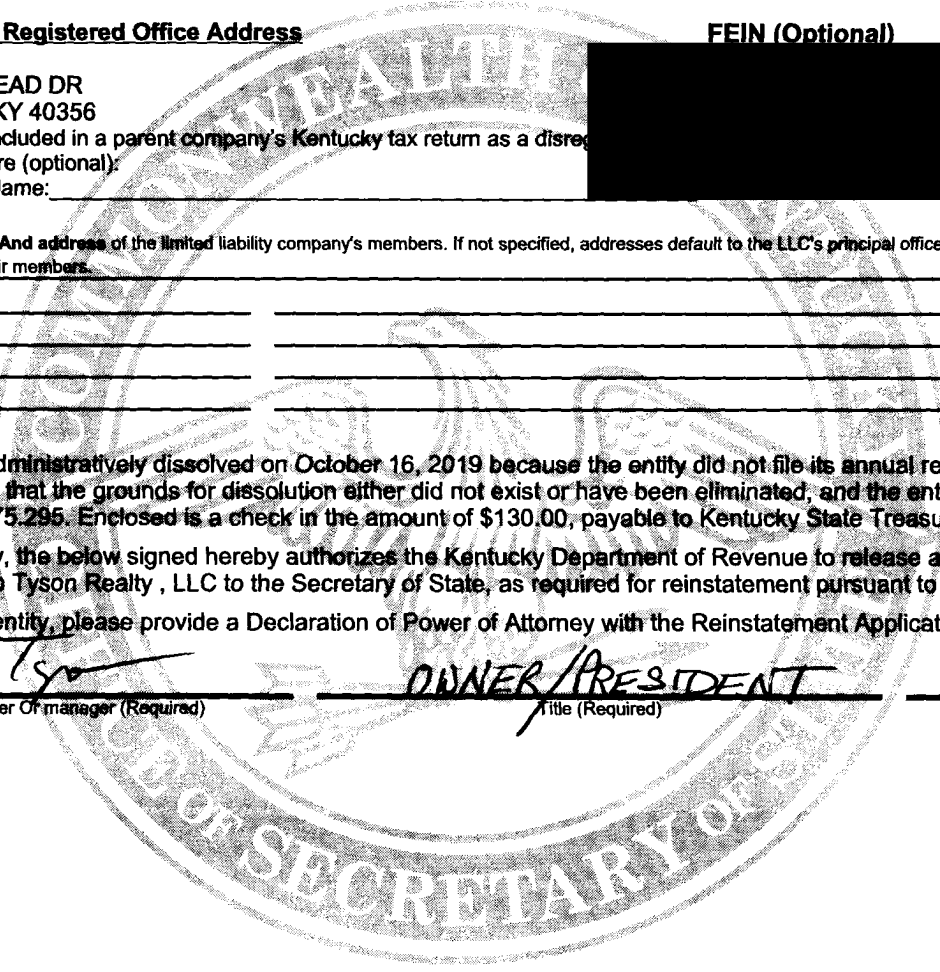 Registered Office Address FEIN (Optional)
EAD DR
KY 40356
cluded in a parent company's Kentucky tax return as a disreg
re (optional):
Name:
And address of the limited liability company's members. If not specified, addresses default to the LLC's principal office
ir members.
dministratively dissolved on October 16, 2019 because the entity did not file its annual re
that the grounds for dissolution either did not exist or have been eliminated, and the ent
75.295. Enclosed is a check in the amount of $130.00, payable to Kentucky State Treasu
, the below signed hereby authorizes the Kentucky Department of Revenue to release a
Tyson Realty , LLC to the Secretary of State, as required for reinstatement pursuant to
entity, please provide a Declaration of Power of Attorney with the Reinstatement Applicat
OWNER/PRESIDENT
er Or manager (Required) Title (Required)
COMMONWEALTH
OFFICE OF SECRETARY OF STATE